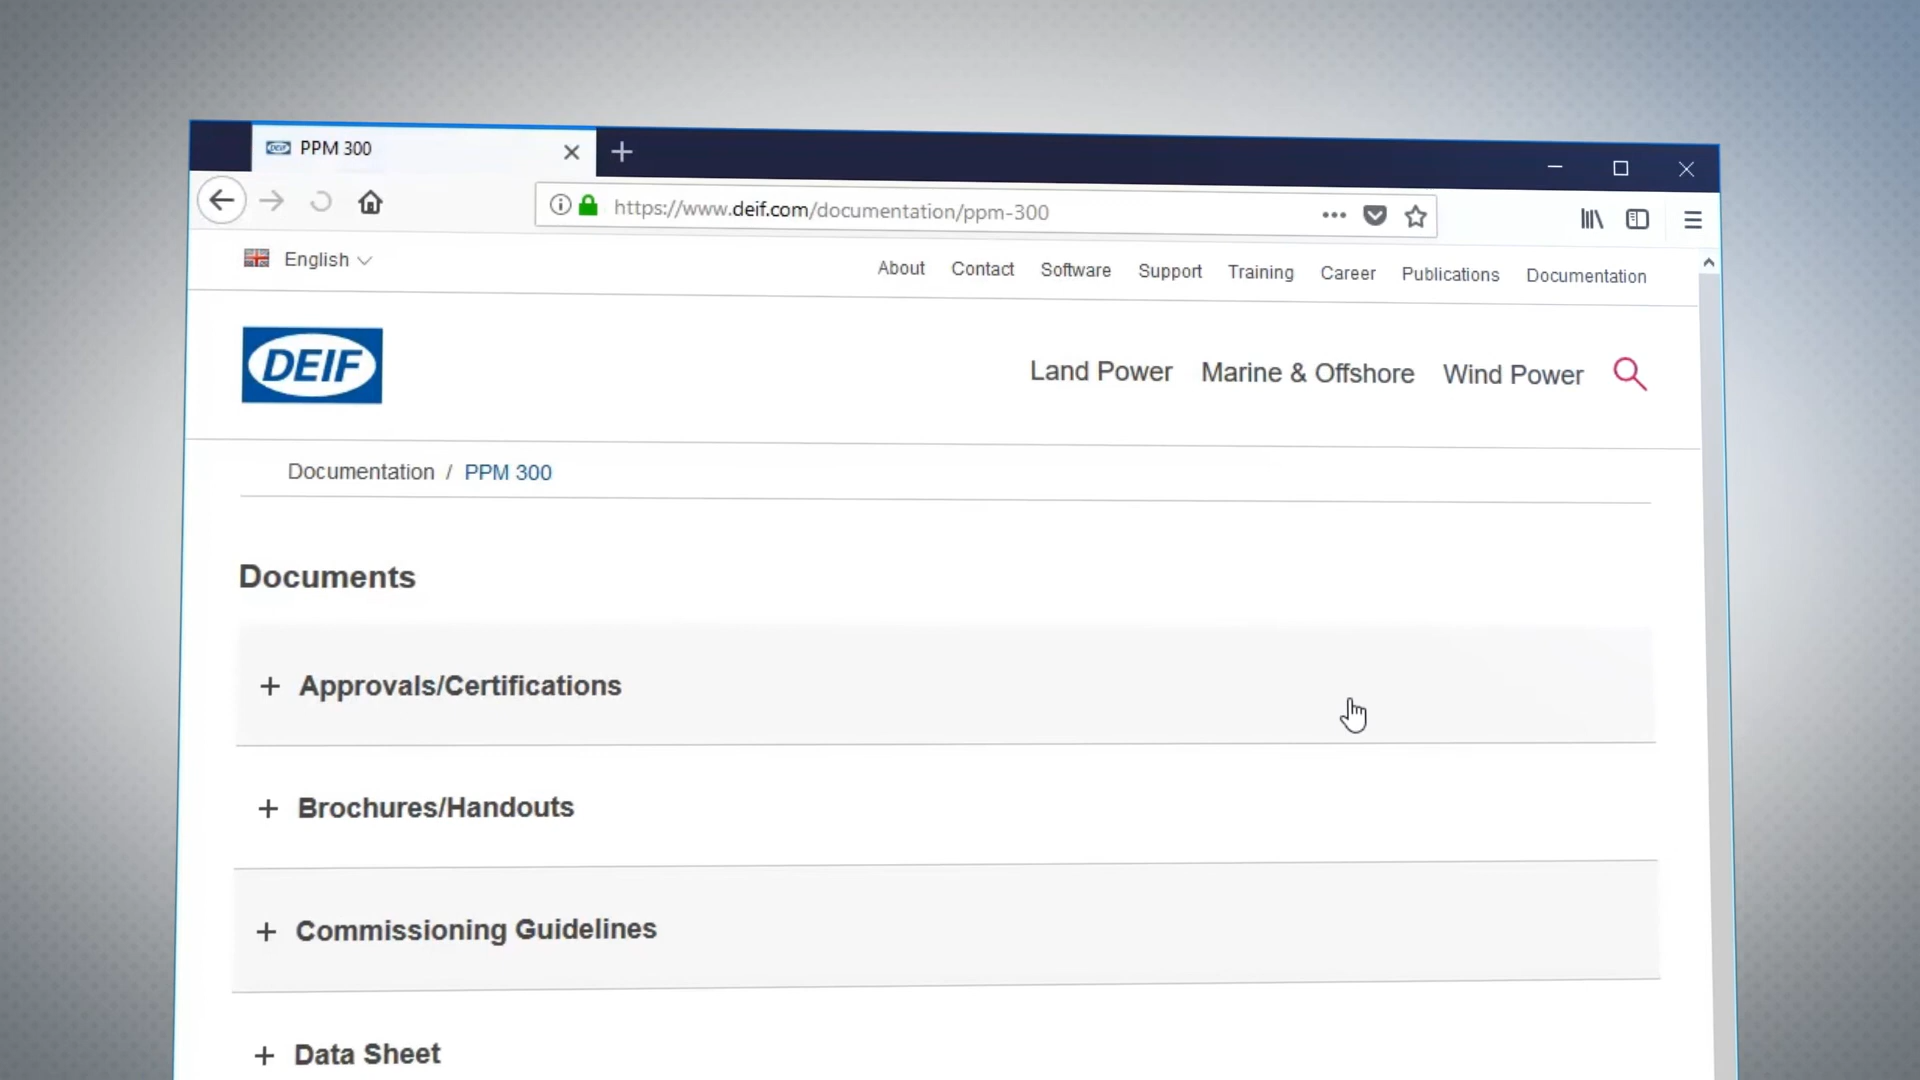 PPM 300
https://www.deif.com/documentation/ppm-300
English
About Contact Software Support Training Career Publications Documentation
DEIF
Land Power Marine & Offshore Wind Power
Documentation / PPM 300
Documents
+ Approvals/Certifications
+ Brochures/Handouts
+ Commissioning Guidelines
+ Data Sheet